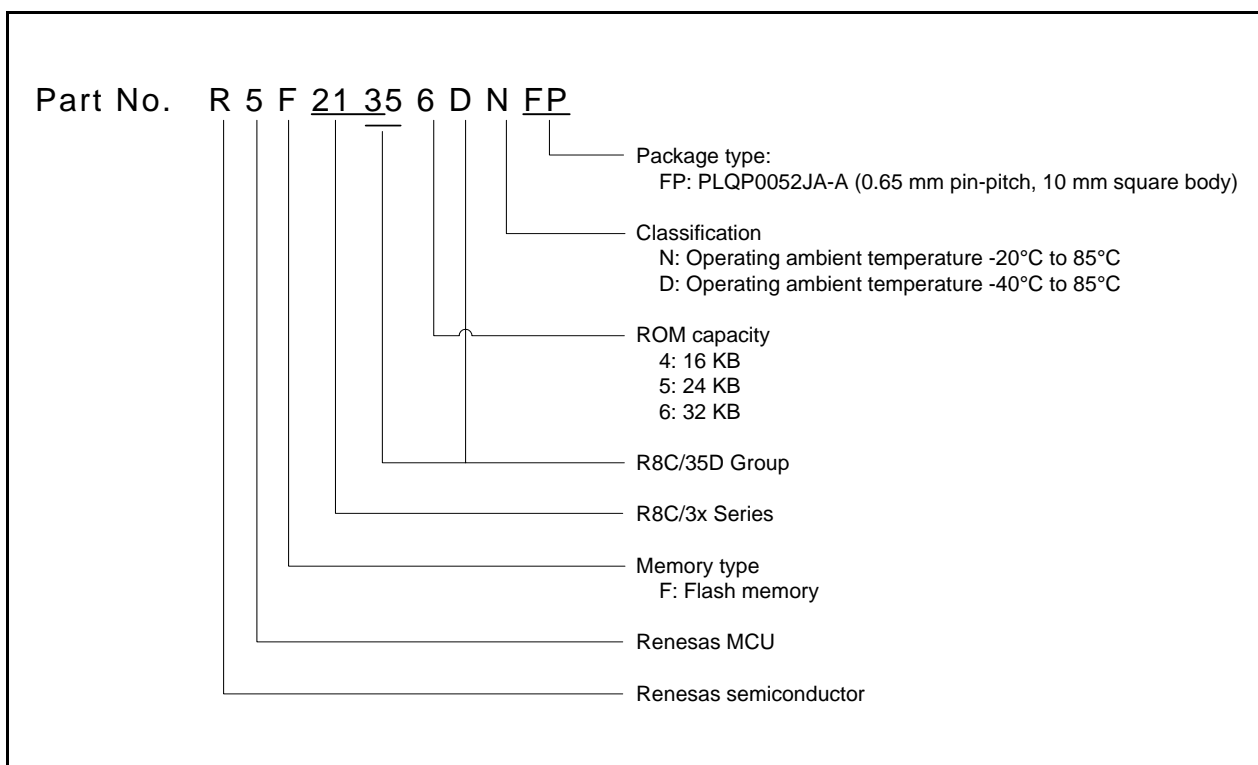 Part No. R 5 F 21 35 6 D N FP
Package type:
FP: PLQP0052JA-A (0.65 mm pin-pitch, 10 mm square body)
Classification
N: Operating ambient temperature -20°C to 85°C
D: Operating ambient temperature -40°C to 85°C
ROM capacity
4: 16 KB
5: 24 KB
6: 32 KB
R8C/35D Group
R8C/3x Series
Memory type
F: Flash memory
Renesas MCU
Renesas semiconductor